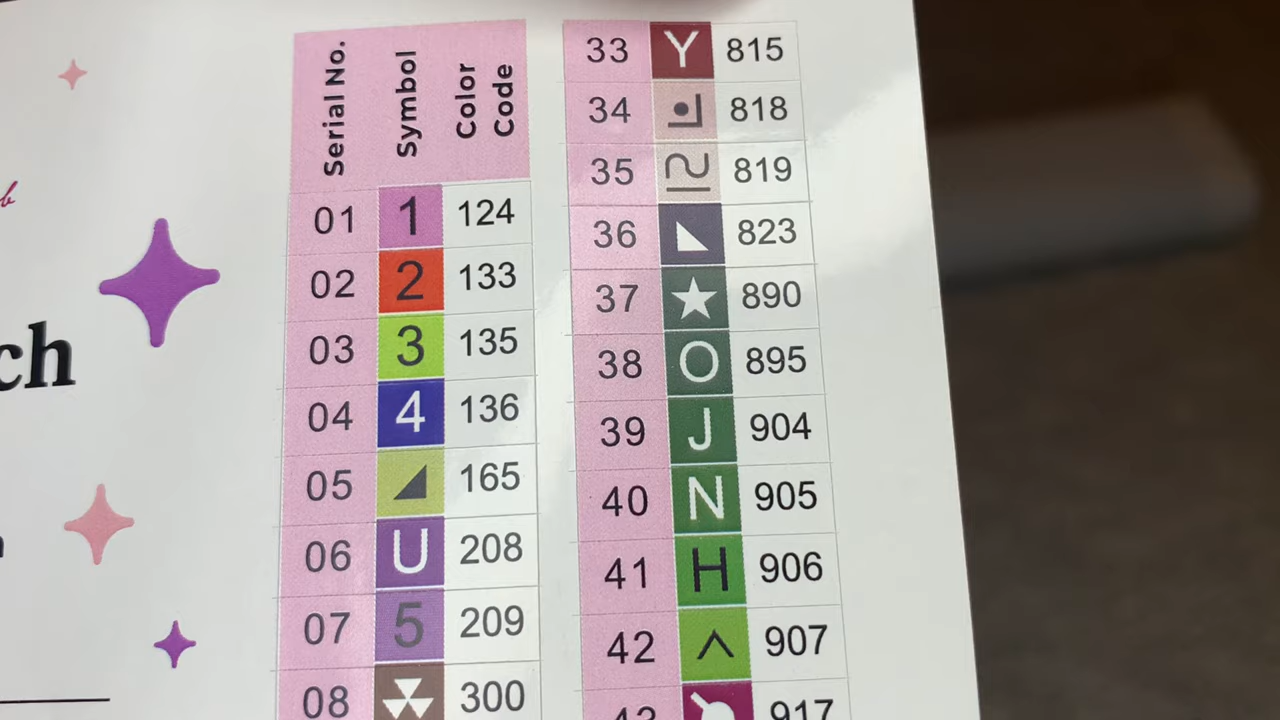 Serial No. Symbol Color Code
01 1 124
02 2 133
03 3 135
04 4 136
05 165
06 U 208
07 5 209
08 300
33 Y 815
34 818
35 819
36 823
37 890
38 O 895
39 J 904
40 N 905
41 H 906
42 ^ 907
43 917
b
ch